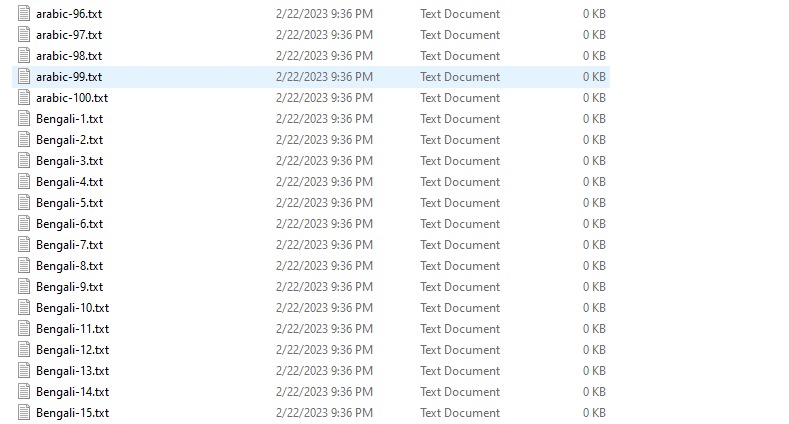 arabic-96.txt 2/22/2023 9:36 PM Text Document 0 KB
arabic-97.txt 2/22/2023 9:36 PM Text Document 0 KB
arabic-98.txt 2/22/2023 9:36 PM Text Document 0 KB
arabic-99.txt 2/22/2023 9:36 PM Text Document 0 KB
arabic-100.txt 2/22/2023 9:36 PM Text Document 0 KB
Bengali-1.txt 2/22/2023 9:36 PM Text Document 0 KB
Bengali-2.txt 2/22/2023 9:36 PM Text Document 0 KB
Bengali-3.txt 2/22/2023 9:36 PM Text Document 0 KB
Bengali-4.txt 2/22/2023 9:36 PM Text Document 0 KB
Bengali-5.txt 2/22/2023 9:36 PM Text Document 0 KB
Bengali-6.txt 2/22/2023 9:36 PM Text Document 0 KB
Bengali-7.txt 2/22/2023 9:36 PM Text Document 0 KB
Bengali-8.txt 2/22/2023 9:36 PM Text Document 0 KB
Bengali-9.txt 2/22/2023 9:36 PM Text Document 0 KB
Bengali-10.txt 2/22/2023 9:36 PM Text Document 0 KB
Bengali-11.txt 2/22/2023 9:36 PM Text Document 0 KB
Bengali-12.txt 2/22/2023 9:36 PM Text Document 0 KB
Bengali-13.txt 2/22/2023 9:36 PM Text Document 0 KB
Bengali-14.txt 2/22/2023 9:36 PM Text Document 0 KB
Bengali-15.txt 2/22/2023 9:36 PM Text Document 0 KB